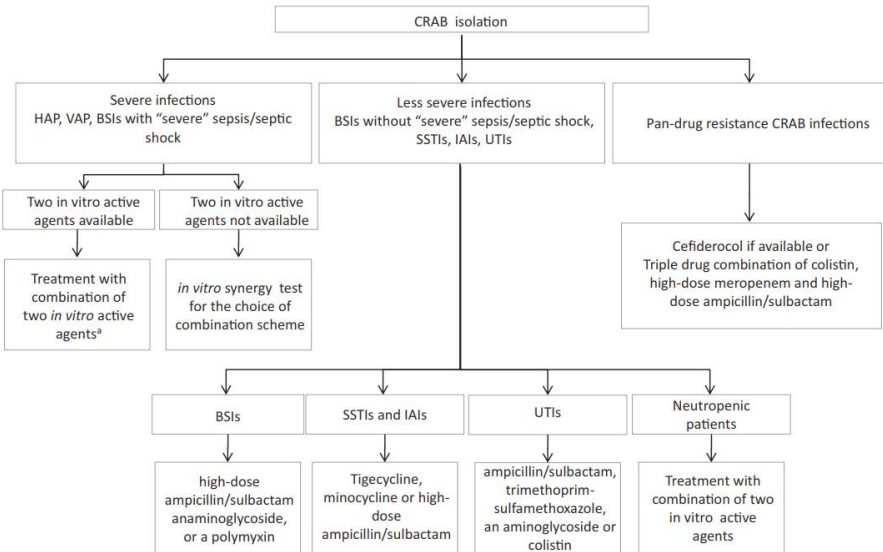 CRAB isolation
Severe infections
HAP, VAP, BSIs with “severe” sepsis/septic
shock
Less severe infections
BSIs without “severe” sepsis/septic shock,
SSTIs, IAIs, UTIs
Pan-drug resistance CRAB infections
Two in vitro active
agents available
Two in vitro active
agents not available
Treatment with
combination of
two in vitro active
agentsᵃ
in vitro synergy test
for the choice of
combination scheme
Cefiderocol if available or
Triple drug combination of colistin,
high-dose meropenem and high-
dose ampicillin/sulbactam
BSIs
SSTIs and IAIs
UTIs
Neutropenic
patients
high-dose
ampicillin/sulbactam
anaminoglycoside,
or a polymyxin
Tigecycline,
minocycline or high-
dose
ampicillin/sulbactam
ampicillin/sulbactam,
trimethoprim-
sulfamethoxazole,
an aminoglycoside or
colistin
Treatment with
combination of two
in vitro active
agents